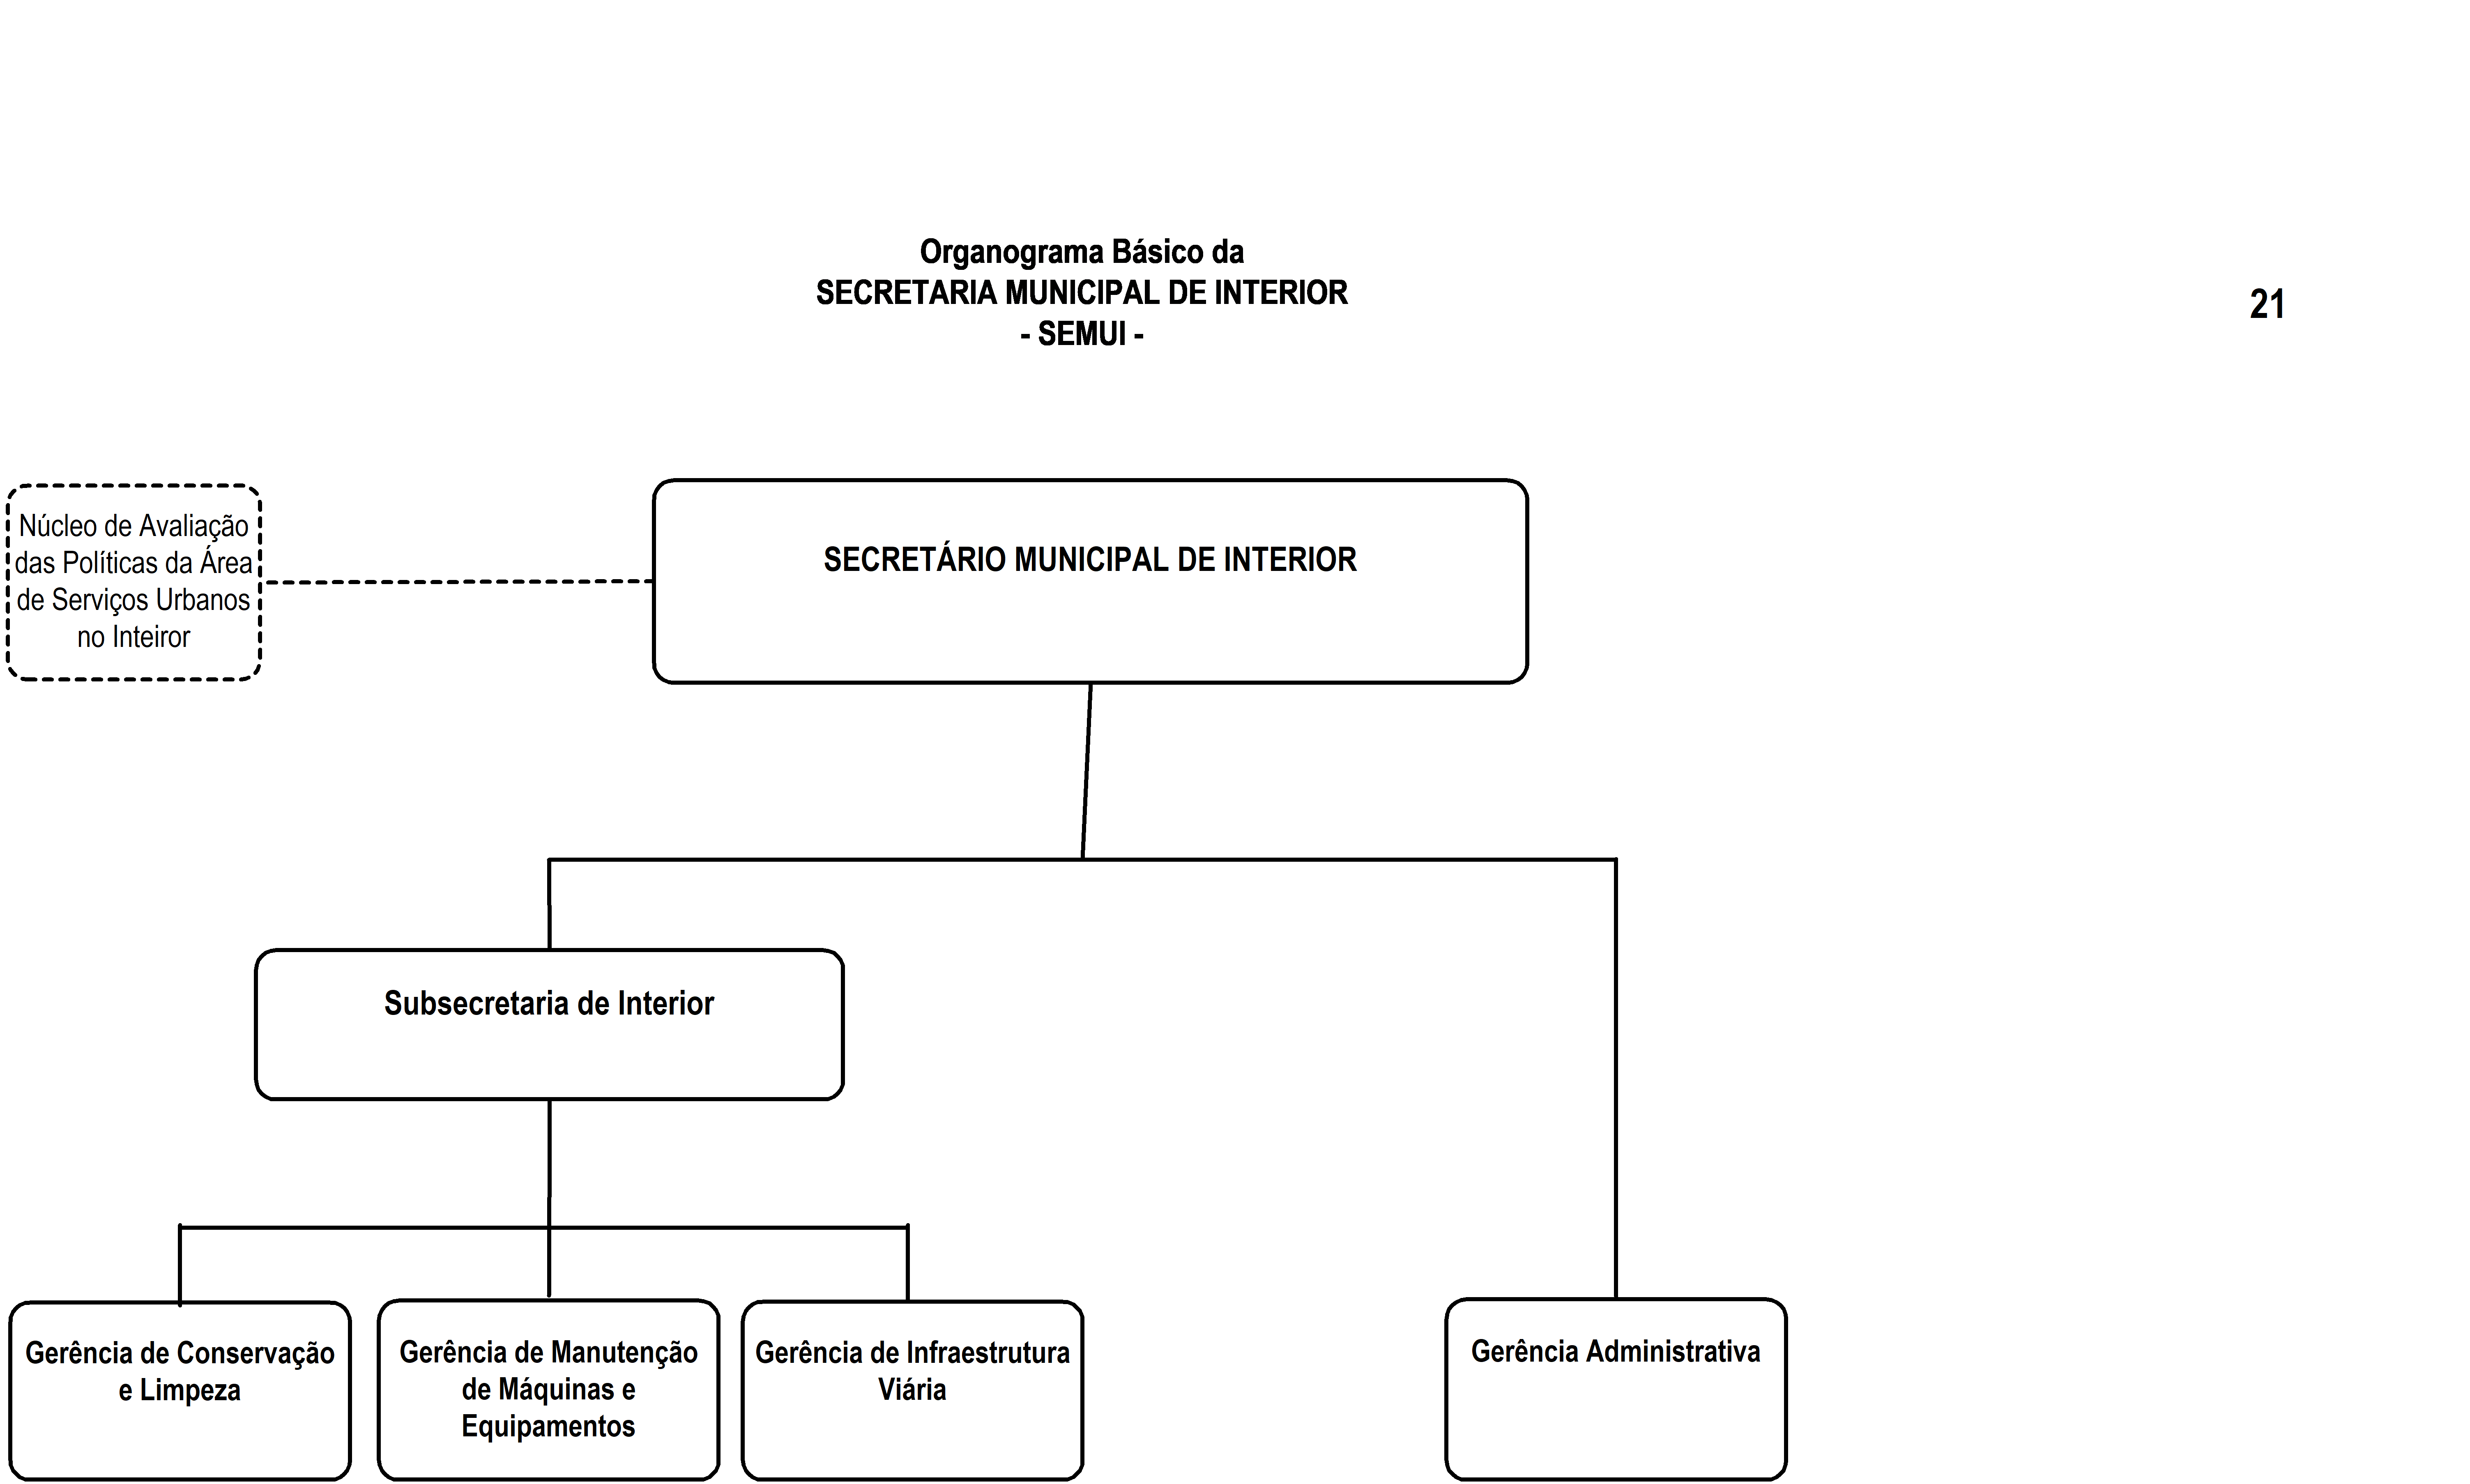 Organograma Básico da
SECRETARIA MUNICIPAL DE INTERIOR
- SEMUI -
21
Núcleo de Avaliação
das Políticas da Área
de Serviços Urbanos
no Inteiror
SECRETÁRIO MUNICIPAL DE INTERIOR
Subsecretaria de Interior
Gerência de Conservação
e Limpeza
Gerência de Manutenção
de Máquinas e
Equipamentos
Gerência de Infraestrutura
Viária
Gerência Administrativa